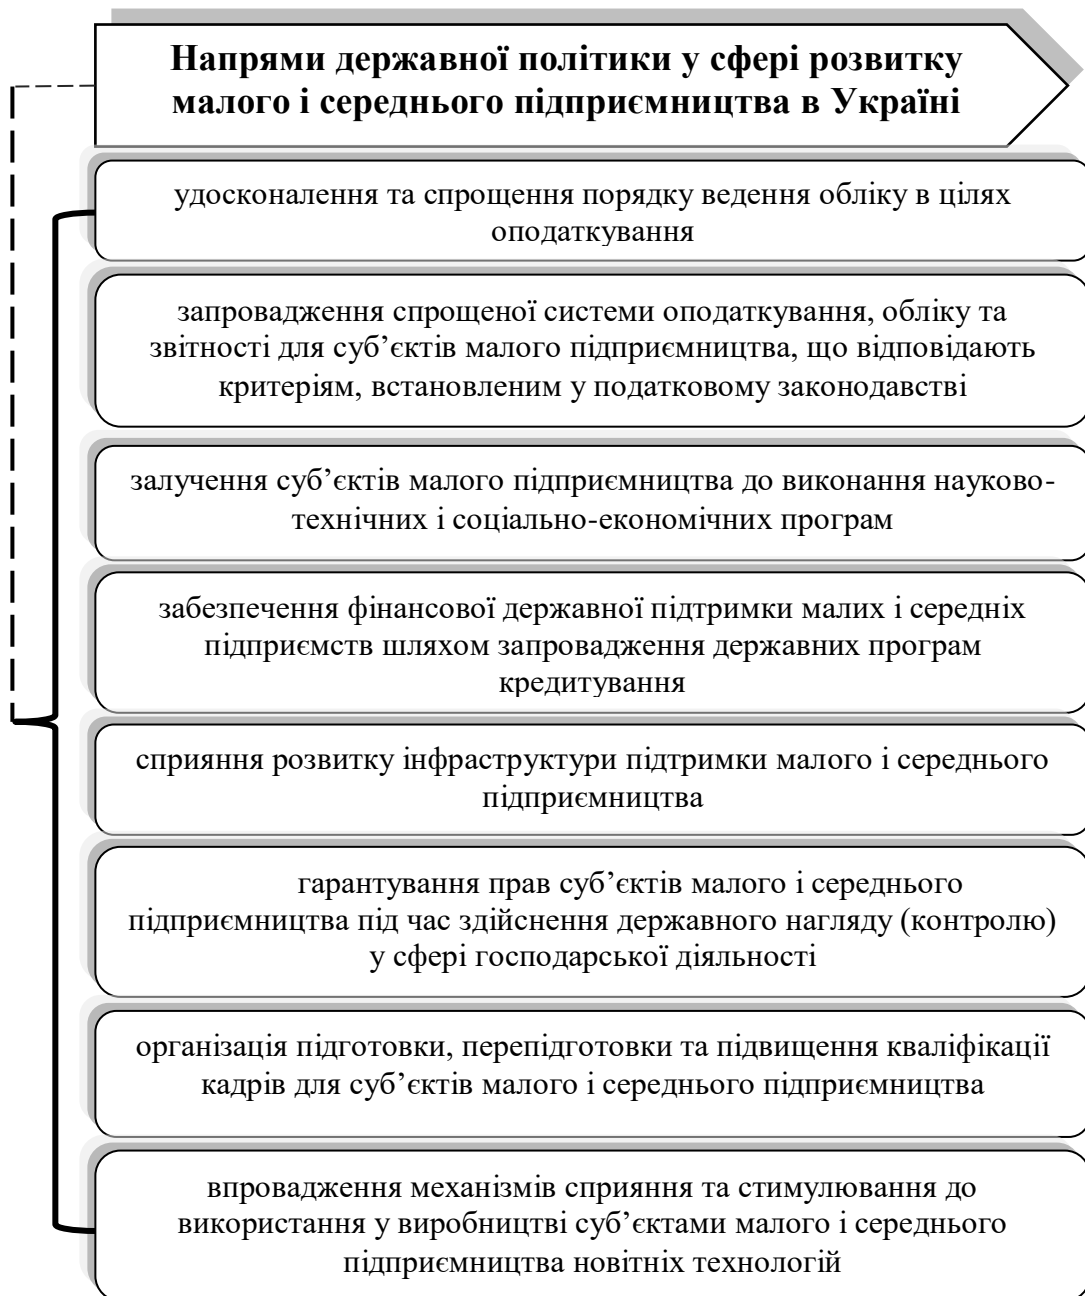 Напрями державної політики у сфері розвитку
малого і середнього підприємництва в Україні
удосконалення та спрощення порядку ведення обліку в цілях
оподаткування
запровадження спрощеної системи оподаткування, обліку та
звітності для суб’єктів малого підприємництва, що відповідають
критеріям, встановленим у податковому законодавстві
залучення суб’єктів малого підприємництва до виконання науково-
технічних і соціально-економічних програм
забезпечення фінансової державної підтримки малих і середніх
підприємств шляхом запровадження державних програм
кредитування
сприяння розвитку інфраструктури підтримки малого і середнього
підприємництва
гарантування прав суб’єктів малого і середнього
підприємництва під час здійснення державного нагляду (контролю)
у сфері господарської діяльності
організація підготовки, перепідготовки та підвищення кваліфікації
кадрів для суб’єктів малого і середнього підприємництва
впровадження механізмів сприяння та стимулювання до
використання у виробництві суб’єктами малого і середнього
підприємництва новітніх технологій